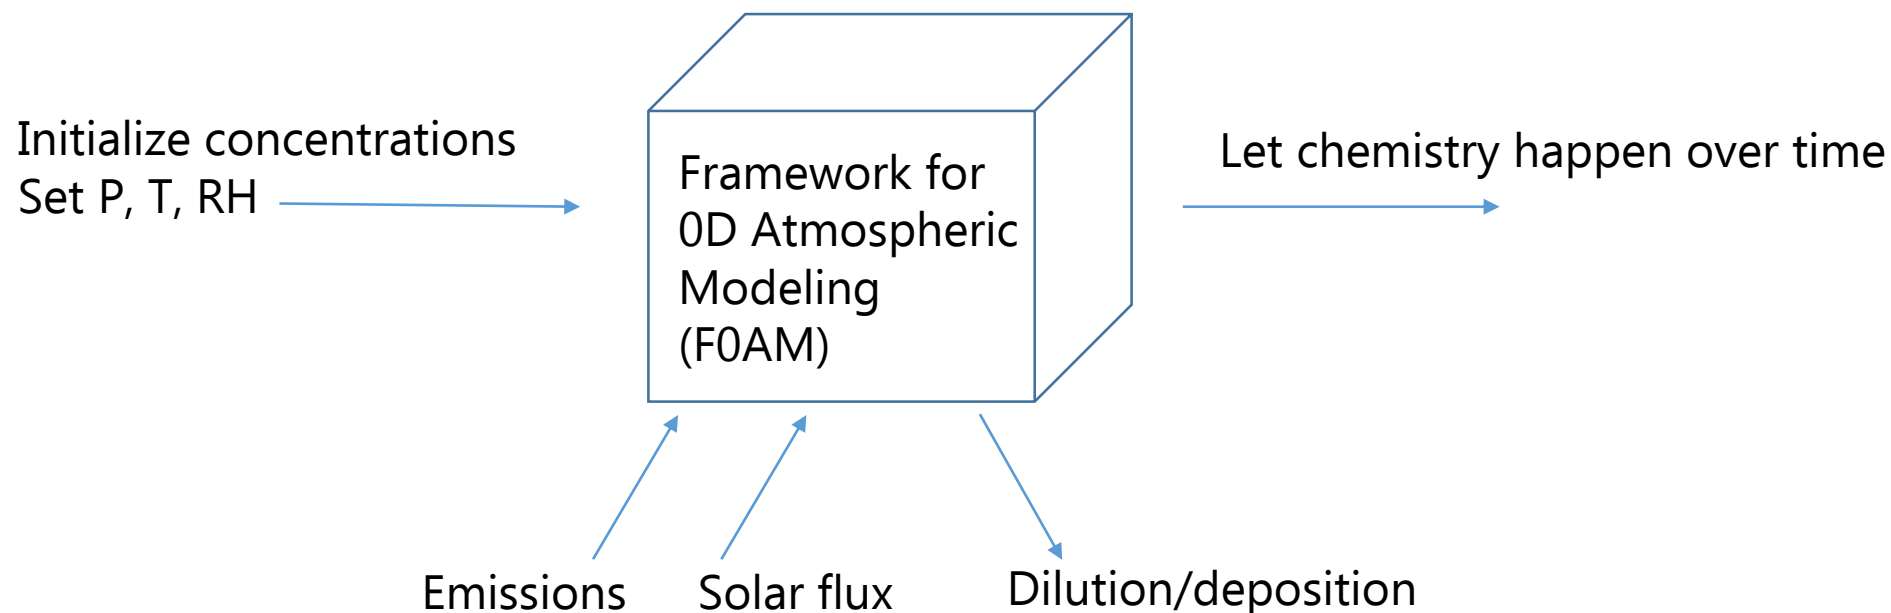 Initialize concentrations
Set P, T, RH
Framework for
0D Atmospheric
Modeling
(F0AM)
Let chemistry happen over time
Emissions
Solar flux
Dilution/deposition